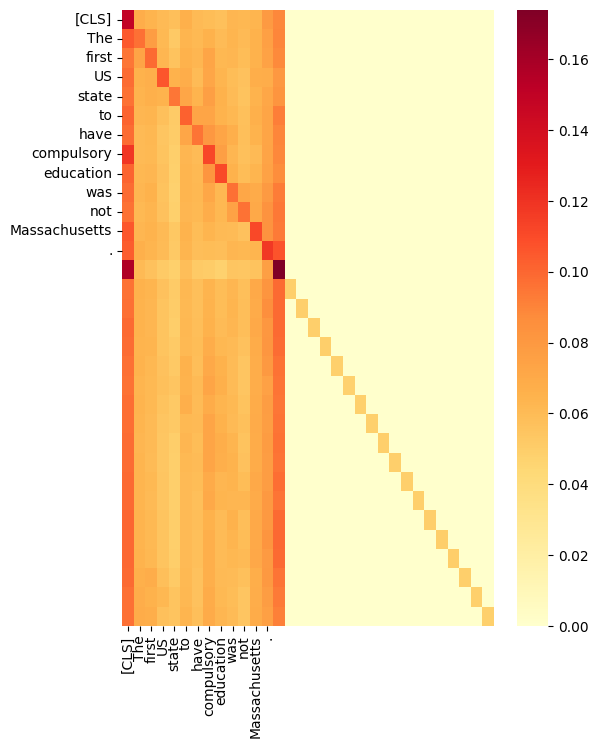 [CLS]
The
first
US
state
to
have
compulsory
education
was
not
Massachusetts
.
[CLS]
The
first
US
state
to
have
compulsory
education
was
not
Massachusetts
.
0.16
0.14
0.12
0.10
0.08
0.06
0.04
0.02
0.00